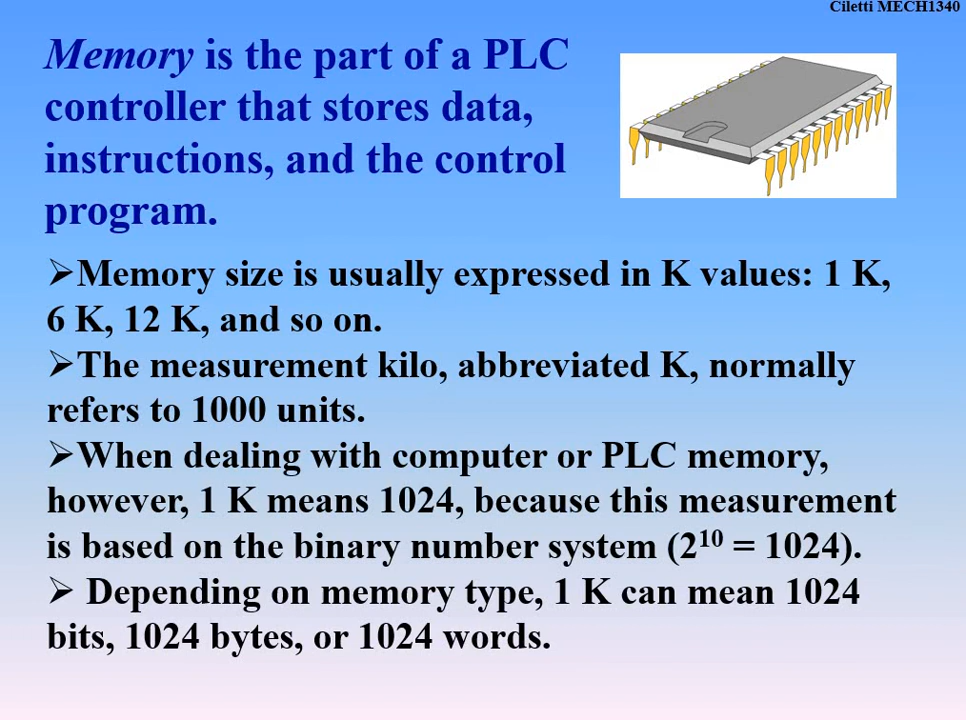 Ciletti MECH1340
Memory is the part of a PLC
controller that stores data,
instructions, and the control
program.
➢Memory size is usually expressed in K values: 1 K,
6 K, 12 K, and so on.
➢The measurement kilo, abbreviated K, normally
refers to 1000 units.
➢When dealing with computer or PLC memory,
however, 1 K means 1024, because this measurement
is based on the binary number system (2¹⁰ = 1024).
➢ Depending on memory type, 1 K can mean 1024
bits, 1024 bytes, or 1024 words.